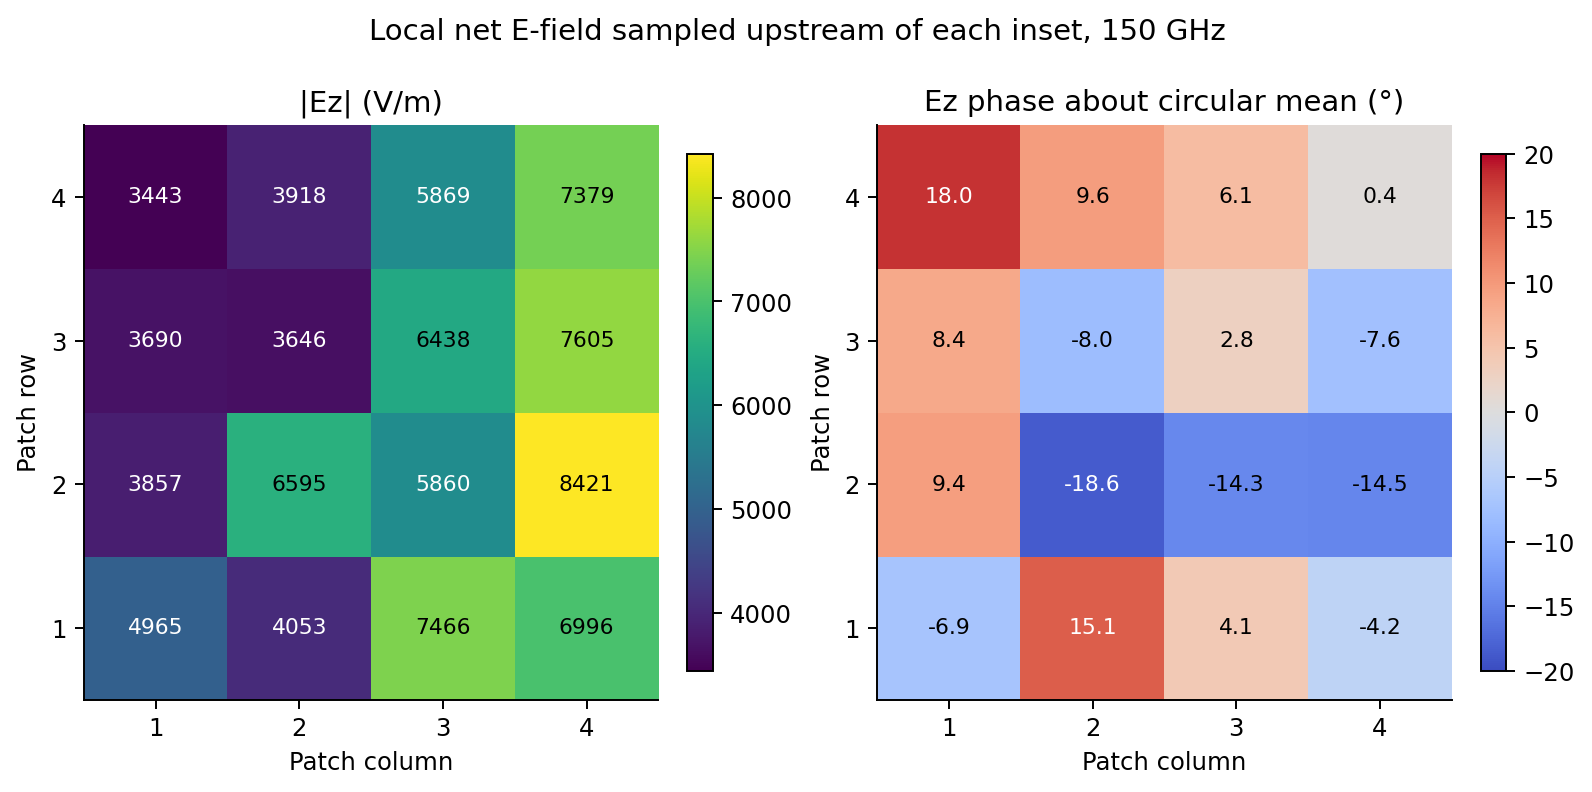 Local net E-field sampled upstream of each inset, 150 GHz
|Ez| (V/m)
Patch row
4
3443 3918 5869 7379
3
3690 3646 6438 7605
2
3857 6595 5860 8421
1
4965 4053 7466 6996
1 2 3 4
Patch column
8000
7000
6000
5000
4000
Ez phase about circular mean (°)
Patch row
4
18.0 9.6 6.1 0.4
3
8.4 -8.0 2.8 -7.6
2
9.4 -18.6 -14.3 -14.5
1
-6.9 15.1 4.1 -4.2
1 2 3 4
Patch column
20
15
10
5
0
−5
−10
−15
−20